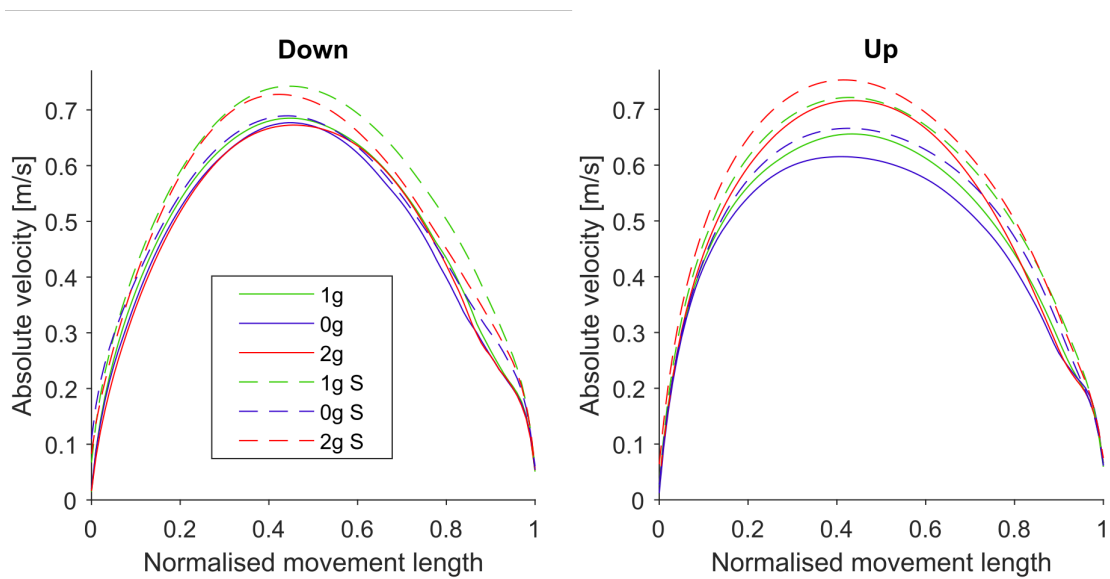 Down
Absolute velocity [m/s]
0.7
0.6
0.5
0.4
0.3
0.2
0.1
0
0
0.2
0.4
0.6
0.8
1
Normalised movement length
1g
0g
2g
1g S
0g S
2g S
Up
Absolute velocity [m/s]
0.7
0.6
0.5
0.4
0.3
0.2
0.1
0
0
0.2
0.4
0.6
0.8
1
Normalised movement length